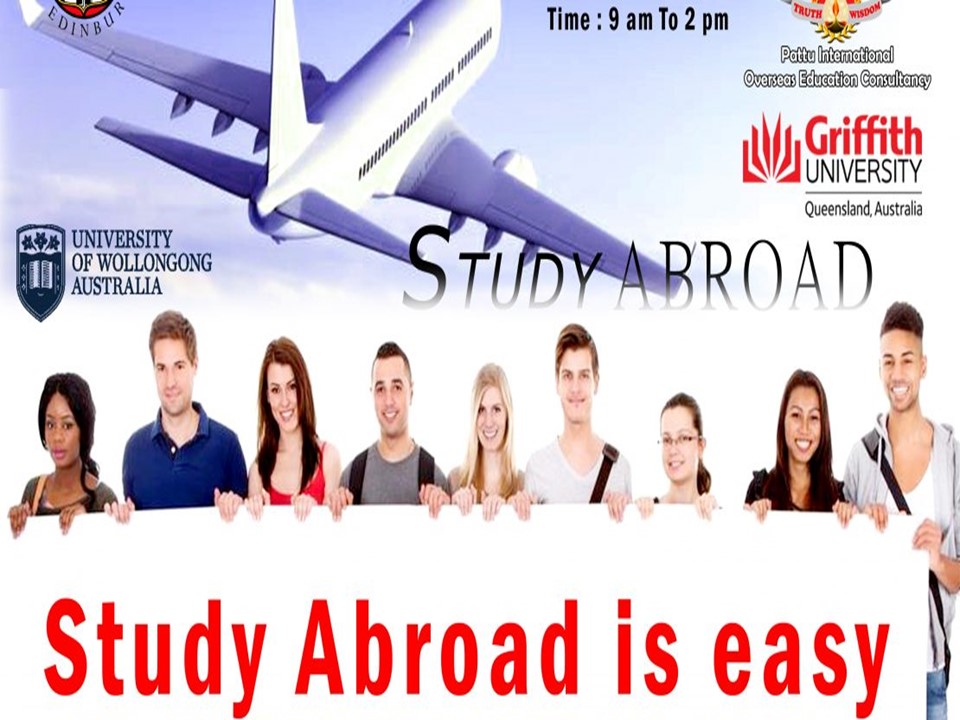 EDINBUR
Time : 9 am To 2 pm
TRUTH WISDOM
Pattu International
Overseas Education Consultancy
Griffith
UNIVERSITY
Queensland, Australia
UNIVERSITY
OF WOLLONGONG
AUSTRALIA
STUDY ABROAD
Study Abroad is easy